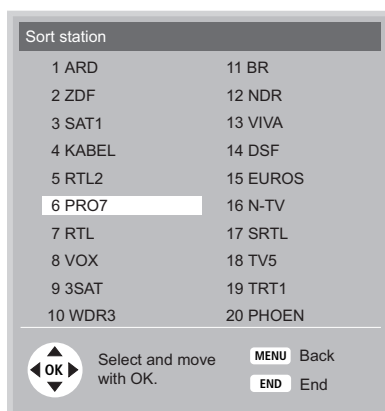 Sort station
1 ARD
2 ZDF
3 SAT1
4 KABEL
5 RTL2
6 PRO7
7 RTL
8 VOX
9 3SAT
10 WDR3
11 BR
12 NDR
13 VIVA
14 DSF
15 EUROS
16 N-TV
17 SRTL
18 TV5
19 TRT1
20 PHOEN
OK
Select and move
with OK.
MENU Back
END End